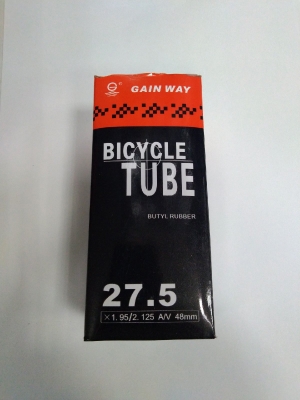 GAIN WAY
BICYCLE
TUBE
BUTYL RUBBER
27.5
×1.95/2.125 A/V 48mm